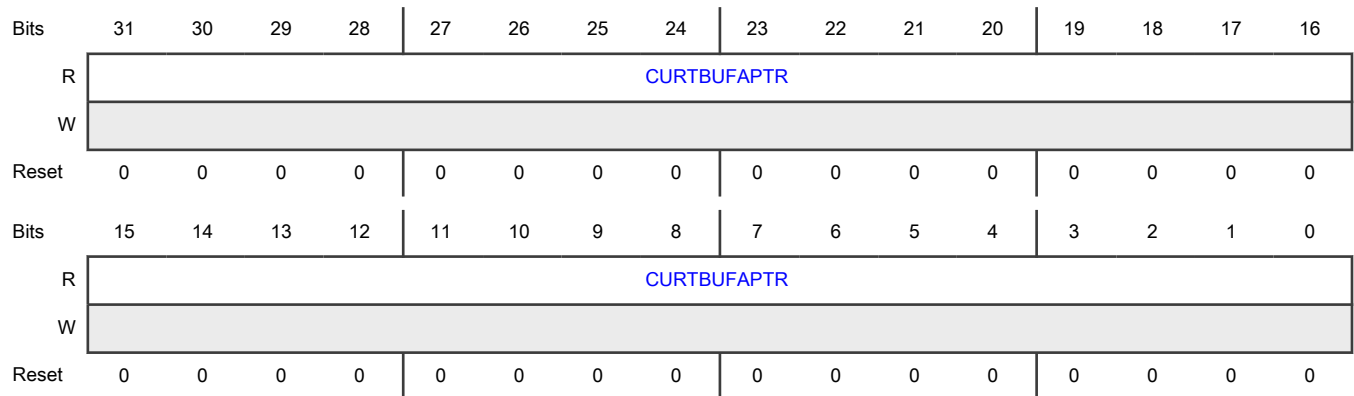 Bits 31 30 29 28 27 26 25 24 23 22 21 20 19 18 17 16
R CURTBUFAPTR
W
Reset 0 0 0 0 0 0 0 0 0 0 0 0 0 0 0 0
Bits 15 14 13 12 11 10 9 8 7 6 5 4 3 2 1 0
R CURTBUFAPTR
W
Reset 0 0 0 0 0 0 0 0 0 0 0 0 0 0 0 0